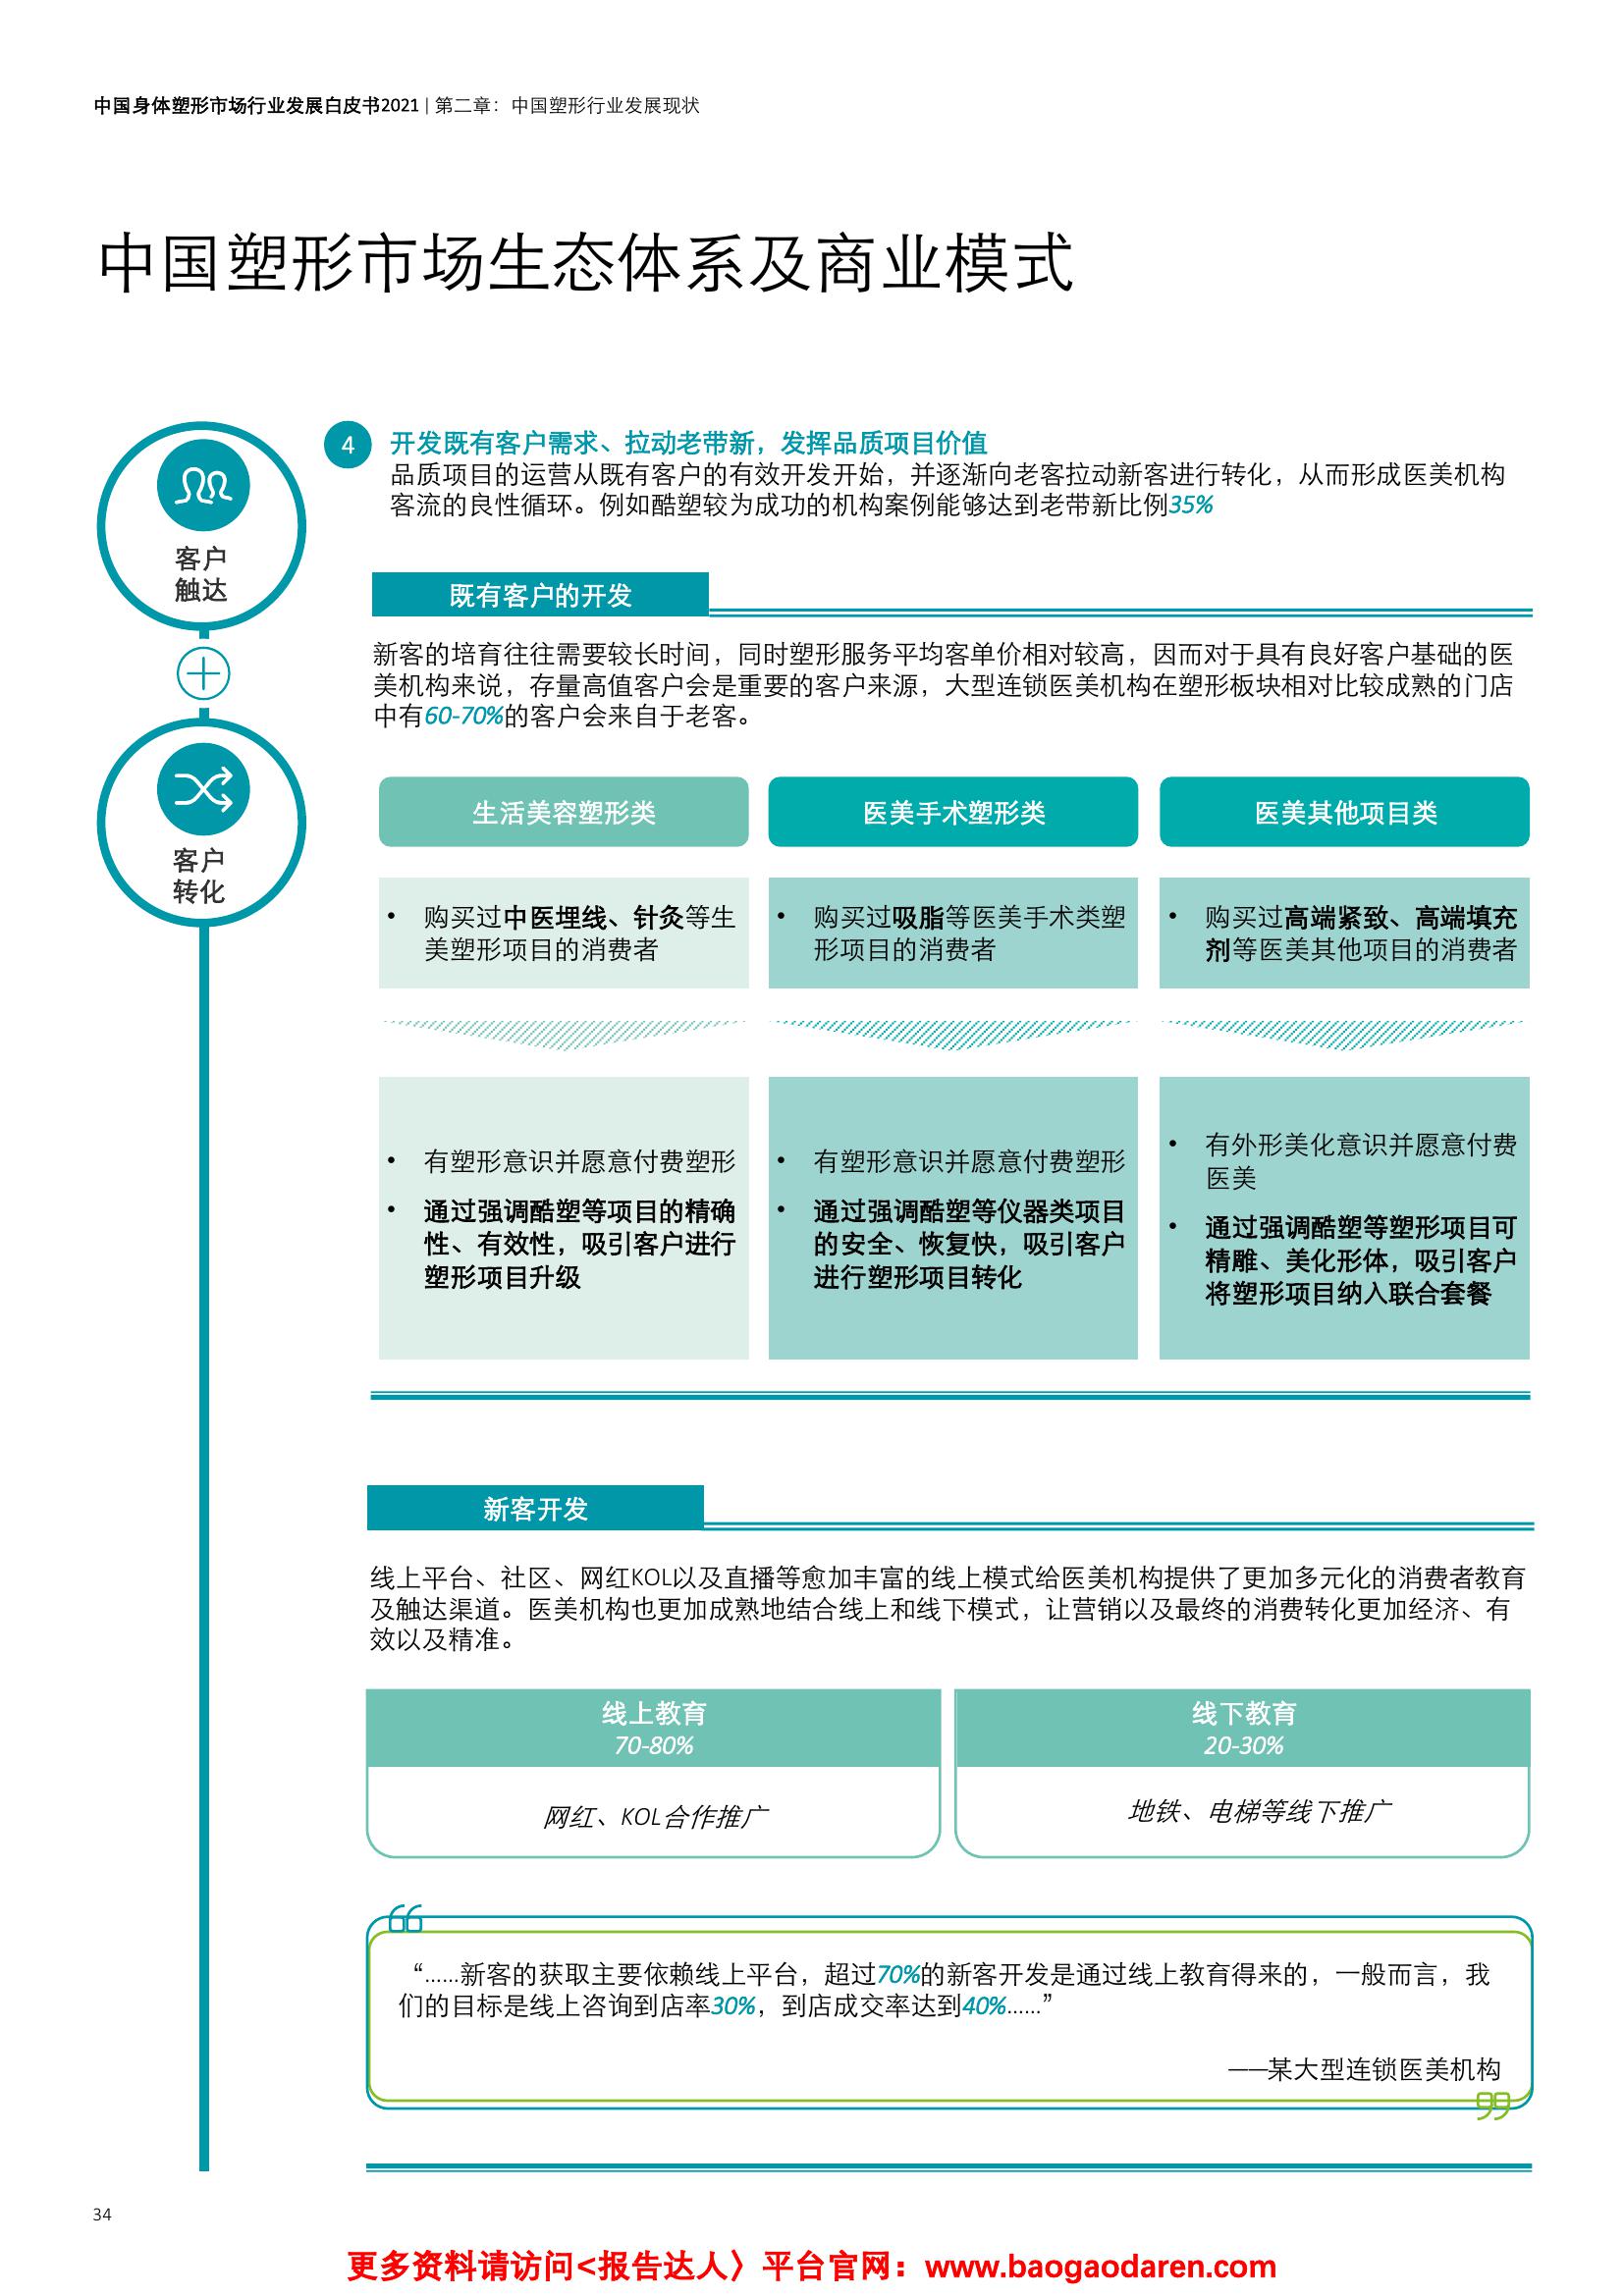 中国身体塑形市场行业发展白皮书2021 | 第二章：中国塑形行业发展现状
中国塑形市场生态体系及商业模式
客户
触达
客户
转化
4
开发既有客户需求、拉动老带新，发挥品质项目价值
品质项目的运营从既有客户的有效开发开始，并逐渐向老客拉动新客进行转化，从而形成医美机构
客流的良性循环。例如酷塑较为成功的机构案例能够达到老带新比例35%
既有客户的开发
新客的培育往往需要较长时间，同时塑形服务平均客单价相对较高，因而对于具有良好客户基础的医
美机构来说，存量高值客户会是重要的客户来源，大型连锁医美机构在塑形板块相对比较成熟的门店
中有60-70%的客户会来自于老客。
生活美容塑形类
• 购买过中医埋线、针灸等生
美塑形项目的消费者
• 有塑形意识并愿意付费塑形
• 通过强调酷塑等项目的精确
性、有效性，吸引客户进行
塑形项目升级
医美手术塑形类
• 购买过吸脂等医美手术类塑
形项目的消费者
• 有塑形意识并愿意付费塑形
• 通过强调酷塑等仪器类项目
的安全、恢复快，吸引客户
进行塑形项目转化
医美其他项目类
• 购买过高端紧致、高端填充
剂等医美其他项目的消费者
• 有外形美化意识并愿意付费
医美
• 通过强调酷塑等塑形项目可
精雕、美化形体，吸引客户
将塑形项目纳入联合套餐
新客开发
线上平台、社区、网红KOL以及直播等愈加丰富的线上模式给医美机构提供了更加多元化的消费者教育
及触达渠道。医美机构也更加成熟地结合线上和线下模式，让营销以及最终的消费转化更加经济、有
效以及精准。
线上教育
70-80%
网红、KOL合作推广
线下教育
20-30%
地铁、电梯等线下推广
“……新客的获取主要依赖线上平台，超过70%的新客开发是通过线上教育得来的，一般而言，我
们的目标是线上咨询到店率30%，到店成交率达到40%……”
——某大型连锁医美机构
34
更多资料请访问<报告达人〉平台官网：www.baogaodaren.com